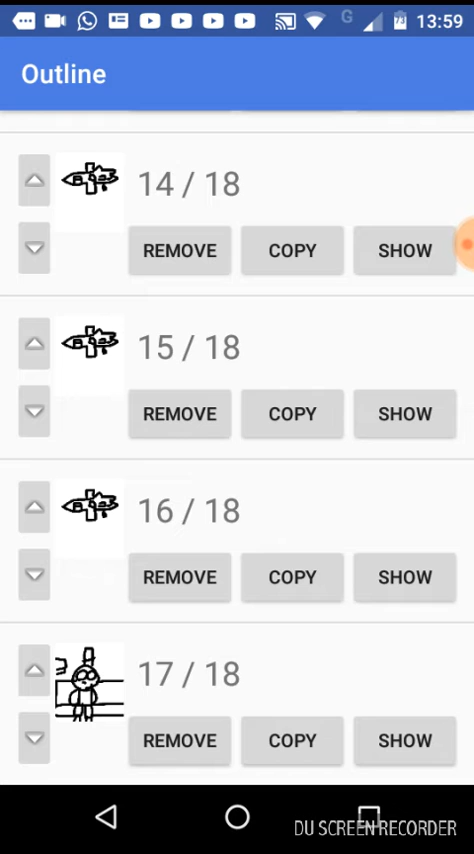 G 73 13:59
Outline
14 / 18
REMOVE COPY SHOW
15 / 18
REMOVE COPY SHOW
16 / 18
REMOVE COPY SHOW
17 / 18
REMOVE COPY SHOW
DU SCREEN RECORDER